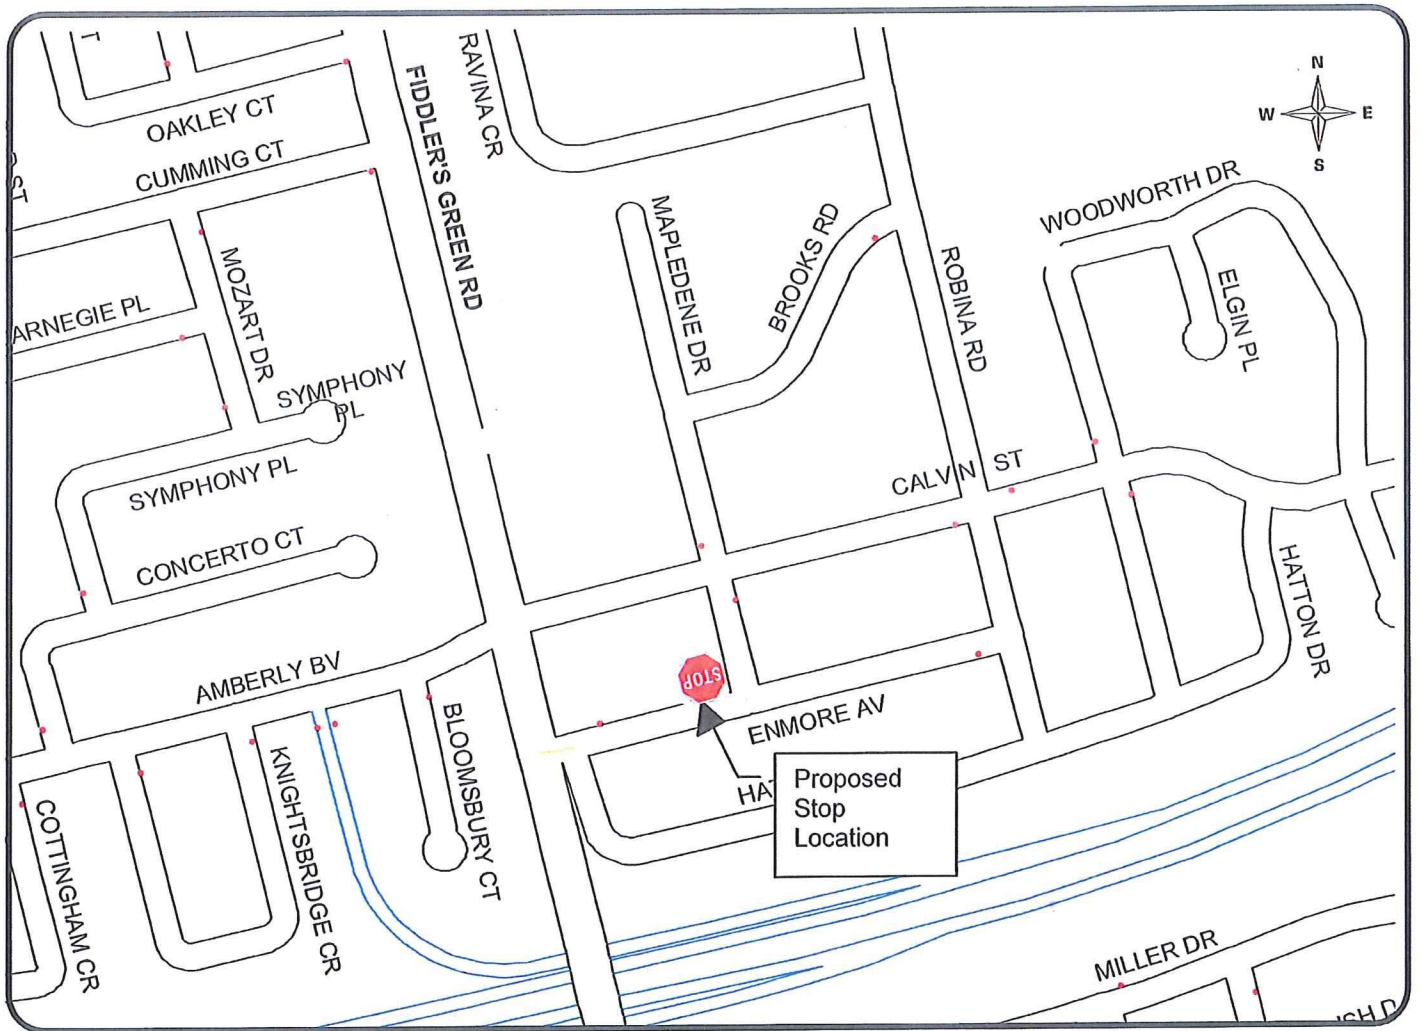 OAKLEY CT
CUMMING CT
FIDDLER'S GREEN RD
RAVINA CR
N
W E
S
ST
MOZART DR
ARNEGIE PL
SYMPHONY
PL
SYMPHONY PL
CONCERTO CT
MAPLEDENE DR
BROOKS RD
ROBINA RD
WOODWORTH DR
ELGIN PL
CALVIN ST
HATTON DR
AMBERLY BV
STOP
ENMORE AV
BLOOMSBURY CT
KNIGHTSBRIDGE CR
COTTINGHAM CR
HA
Proposed
Stop
Location
MILLER DR